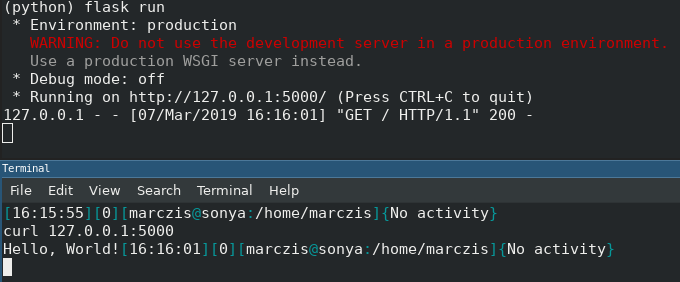 (python) flask run
 * Environment: production
   WARNING: Do not use the development server in a production environment.
   Use a production WSGI server instead.
 * Debug mode: off
 * Running on http://127.0.0.1:5000/ (Press CTRL+C to quit)
127.0.0.1 - - [07/Mar/2019 16:16:01] "GET / HTTP/1.1" 200 -
Terminal
File Edit View Search Terminal Help
[16:15:55][0][marczis@sonya:/home/marczis]{No activity}
curl 127.0.0.1:5000
Hello, World![16:16:01][0][marczis@sonya:/home/marczis]{No activity}